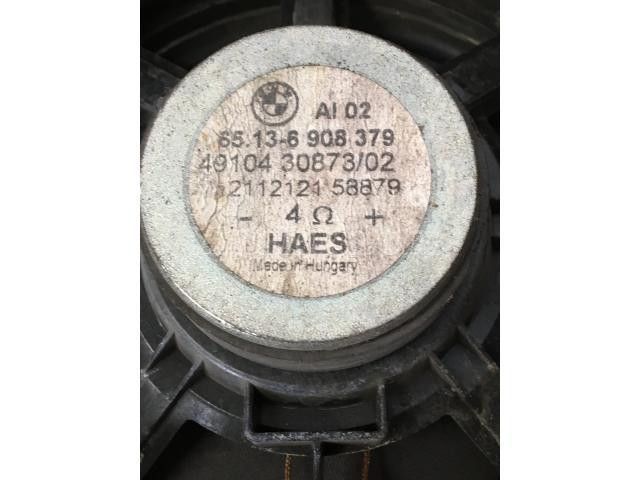 AI 02
65.13-6 908 379
49104 30873/02
2112121 58879
- 4 Ω +
HAES
Made in Hungary